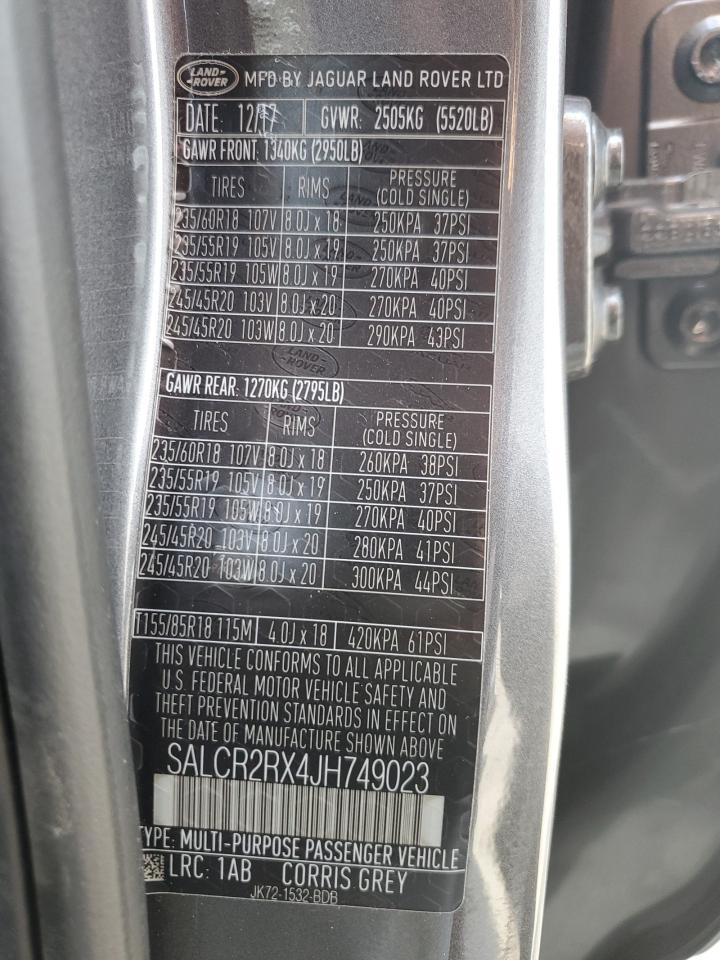 LAND ROVER MFD BY JAGUAR LAND ROVER LTD
DATE: 12/17 GVWR: 2505KG (5520LB)
GAWR FRONT: 1340KG (2950LB)
TIRES RIMS PRESSURE (COLD SINGLE)
235/60R18 107V 8.0J x 18 250KPA 37PSI
235/55R19 105V 8.0J x 19 250KPA 37PSI
235/55R19 105W 8.0J x 19 270KPA 40PSI
245/45R20 103V 8.0J x 20 270KPA 40PSI
245/45R20 103W 8.0J x 20 290KPA 43PSI
GAWR REAR: 1270KG (2795LB)
TIRES RIMS PRESSURE (COLD SINGLE)
235/60R18 107V 8.0J x 18 260KPA 38PSI
235/55R19 105V 8.0J x 19 250KPA 37PSI
235/55R19 105W 8.0J x 19 270KPA 40PSI
245/45R20 103V 8.0J x 20 280KPA 41PSI
245/45R20 103W 8.0J x 20 300KPA 44PSI
T155/85R18 115M 4.0J x 18 420KPA 61PSI
THIS VEHICLE CONFORMS TO ALL APPLICABLE
U.S. FEDERAL MOTOR VEHICLE SAFETY AND
THEFT PREVENTION STANDARDS IN EFFECT ON
THE DATE OF MANUFACTURE SHOWN ABOVE
SALCR2RX4JH749023
TYPE: MULTI-PURPOSE PASSENGER VEHICLE
LRC: 1AB CORRIS GREY
JK72-1532-BDB